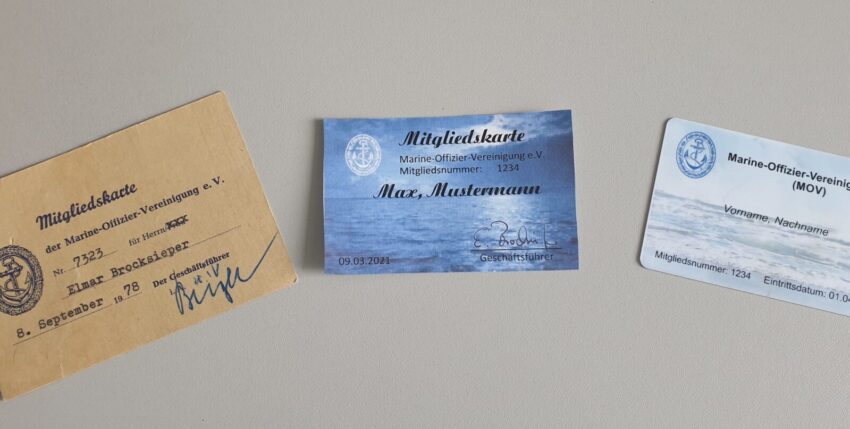 Mitgliedskarte
der Marine-Offizier-Vereinigung e. V.
Nr. 7323 für Herrn/xxx
Elmar Brocksieper
8. September 1978 Der Geschäftsführer
Mitgliedskarte
Marine-Offizier-Vereinigung e.V.
Mitgliedsnummer: 1234
Max, Mustermann
09.03.2021
Geschäftsführer
Marine-Offizier-Vereinig
(MOV)
Vorname, Nachname
Mitgliedsnummer: 1234 Eintrittsdatum: 01.04